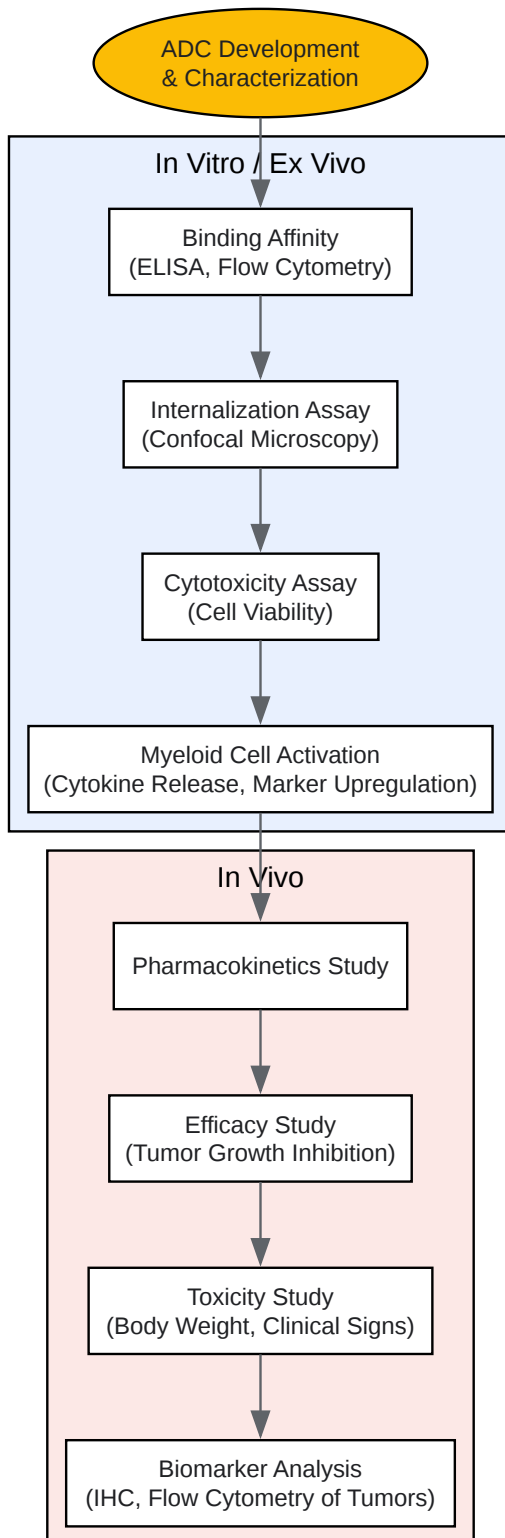 ADC Development
& Characterization
In Vitro / Ex Vivo
Binding Affinity
(ELISA, Flow Cytometry)
Internalization Assay
(Confocal Microscopy)
Cytotoxicity Assay
(Cell Viability)
Myeloid Cell Activation
(Cytokine Release, Marker Upregulation)
In Vivo
Pharmacokinetics Study
Efficacy Study
(Tumor Growth Inhibition)
Toxicity Study
(Body Weight, Clinical Signs)
Biomarker Analysis
(IHC, Flow Cytometry of Tumors)